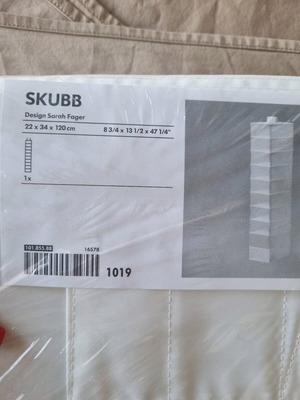 SKUBB
Design Sarah Fager
22 x 34 x 120 cm 8 3/4 x 13 1/2 x 47 1/4"
1x
101.855.88 16578
1019